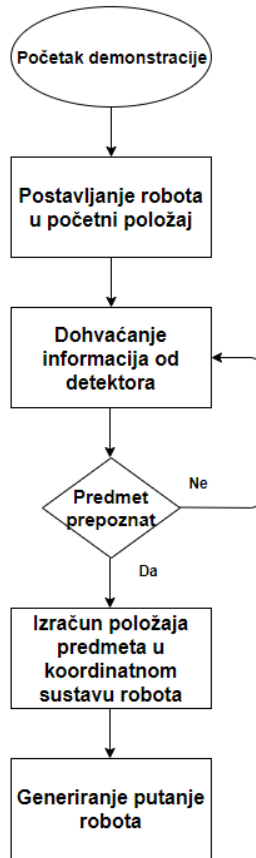 Početak demonstracije
Postavljanje robota
u početni položaj
Dohvaćanje
informacija od
detektora
Predmet
prepoznat
Ne
Da
Izračun položaja
predmeta u
koordinatnom
sustavu robota
Generiranje putanje
robota